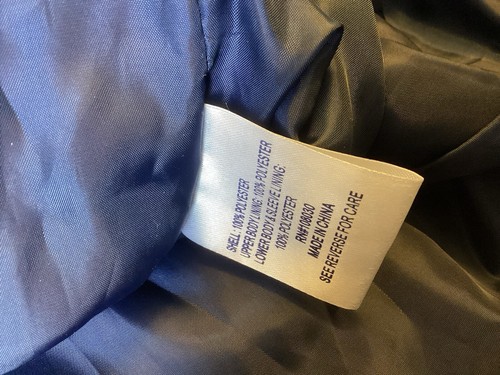 SHELL: 100% POLYESTER
UPPER BODY LINING: 100% POLYESTER
LOWER BODY & SLEEVE LINING:
100% POLYESTER
RN#108030
MADE IN CHINA
SEE REVERSE FOR CARE